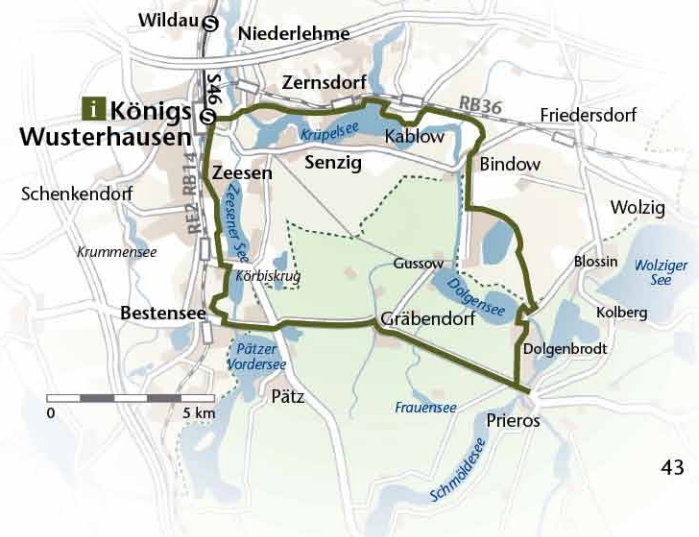 Wildau S
Niederlehme
S46
Zernsdorf
RB36
i Königs
Wusterhausen
S
Friedersdorf
Krüpelsee
Kablow
Senzig
Bindow
Zeesen
RE2 RB14
Schenkendorf
Zeesener See
Wolzig
Krummensee
Körbiskrug
Gussow
Blossin
Wolziger
See
Dolgensee
Bestensee
Gräbendorf
Kolberg
Dolgenbrodt
Pätzer
Vordersee
Pätz
Frauensee
Prieros
0 5 km
Schmöldesee
43